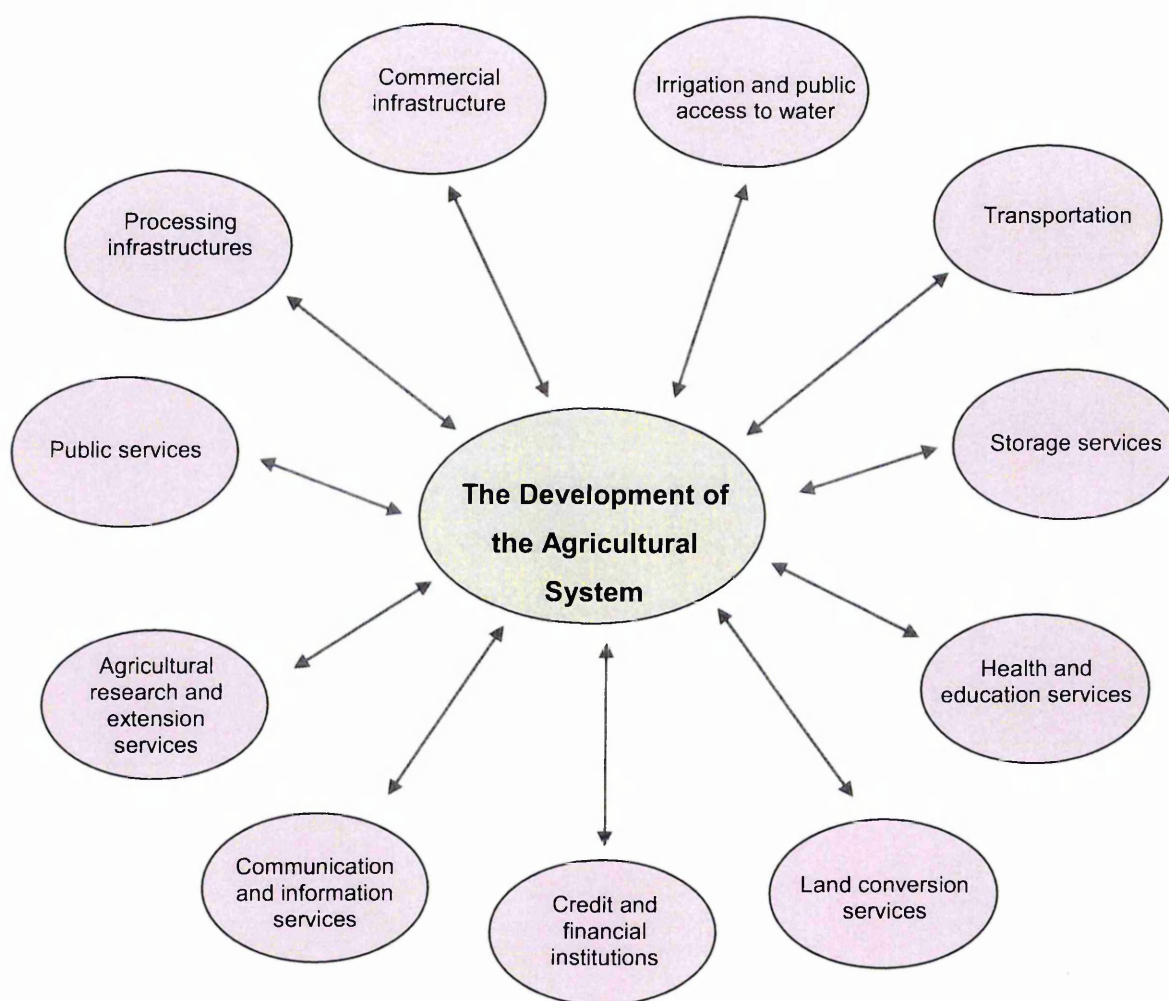 Commercial
infrastructure
Irrigation and public
access to water
Transportation
Processing
infrastructures
Public services
Storage services
The Development of
the Agricultural
System
Agricultural
research and
extension
services
Health and
education services
Communication
and information
services
Credit and
financial
institutions
Land conversion
services